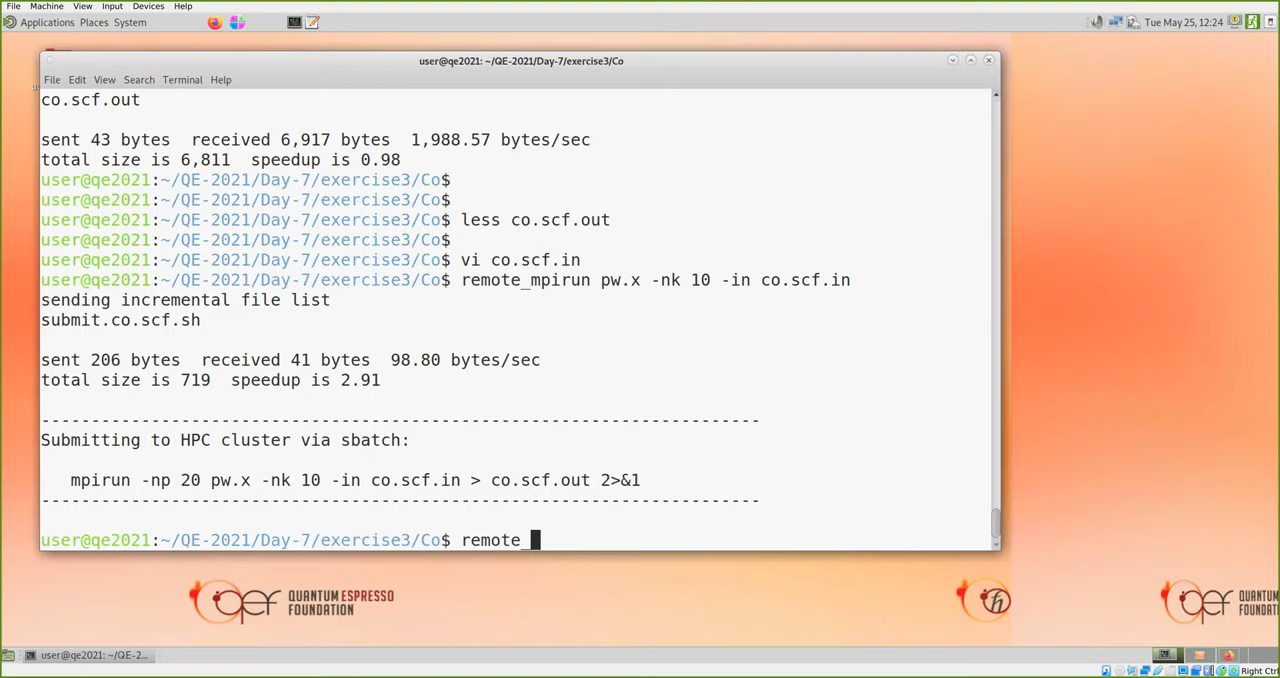 File Machine View Input Devices Help
Applications Places System Tue May 25, 12:24
user@qe2021: ~/QE-2021/Day-7/exercise3/Co
File Edit View Search Terminal Help
co.scf.out
sent 43 bytes  received 6,917 bytes  1,988.57 bytes/sec
total size is 6,811  speedup is 0.98
user@qe2021:~/QE-2021/Day-7/exercise3/Co$
user@qe2021:~/QE-2021/Day-7/exercise3/Co$
user@qe2021:~/QE-2021/Day-7/exercise3/Co$ less co.scf.out
user@qe2021:~/QE-2021/Day-7/exercise3/Co$
user@qe2021:~/QE-2021/Day-7/exercise3/Co$ vi co.scf.in
user@qe2021:~/QE-2021/Day-7/exercise3/Co$ remote_mpirun pw.x -nk 10 -in co.scf.in
sending incremental file list
submit.co.scf.sh
sent 206 bytes  received 41 bytes  98.80 bytes/sec
total size is 719  speedup is 2.91
------------------------------------------------------------------------
Submitting to HPC cluster via sbatch:
mpirun -np 20 pw.x -nk 10 -in co.scf.in > co.scf.out 2>&1
------------------------------------------------------------------------
user@qe2021:~/QE-2021/Day-7/exercise3/Co$ remote_
QUANTUM ESPRESSO
FOUNDATION
QUANTUM
FOUNDAT
user@qe2021: ~/QE-2...
Right Ctrl